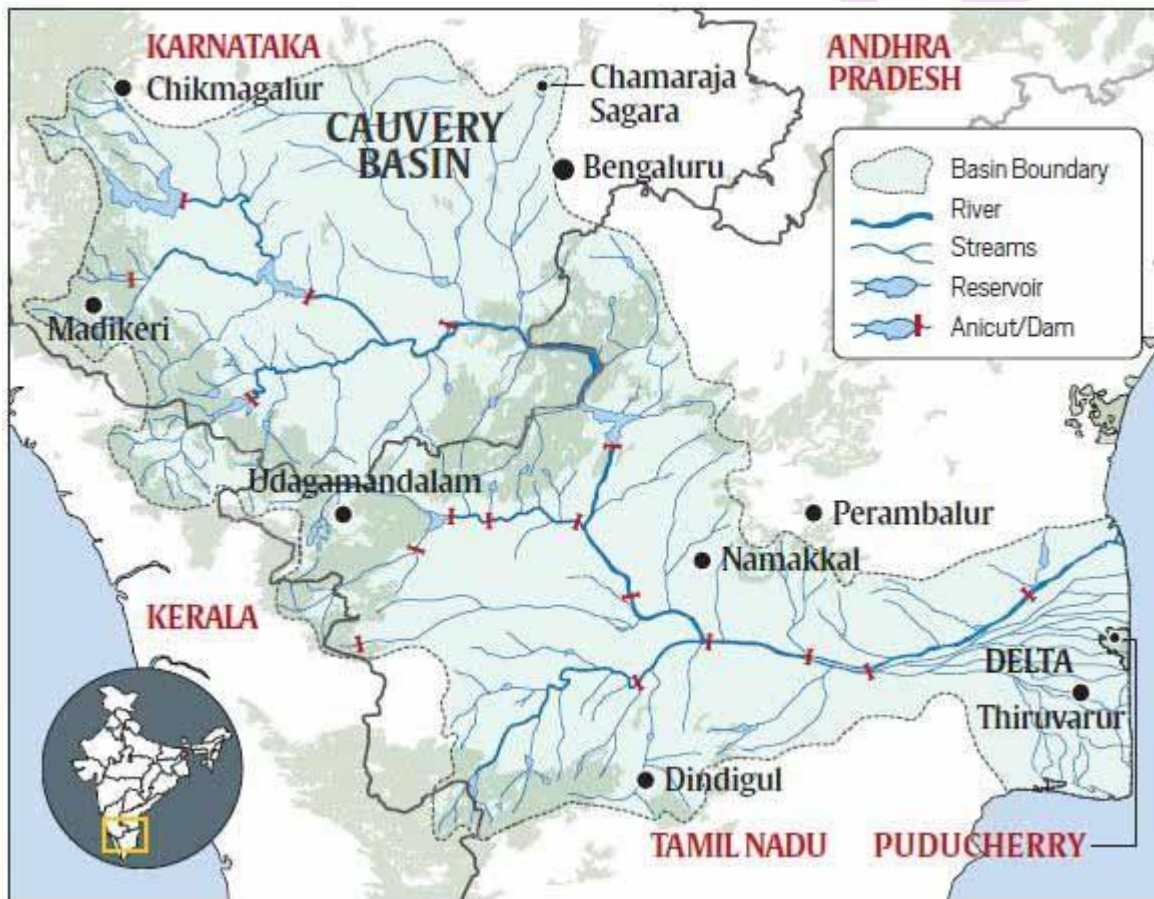 KARNATAKA
Chikmagalur
CAUVERY
BASIN
Chamaraja
Sagara
Bengaluru
ANDHRA
PRADESH
Basin Boundary
River
Streams
Reservoir
Anicut/Dam
Madikeri
Udagamandalam
Perambalur
Namakkal
KERALA
DELTA
Thiruvarur
Dindigul
TAMIL NADU
PUDUCHERRY